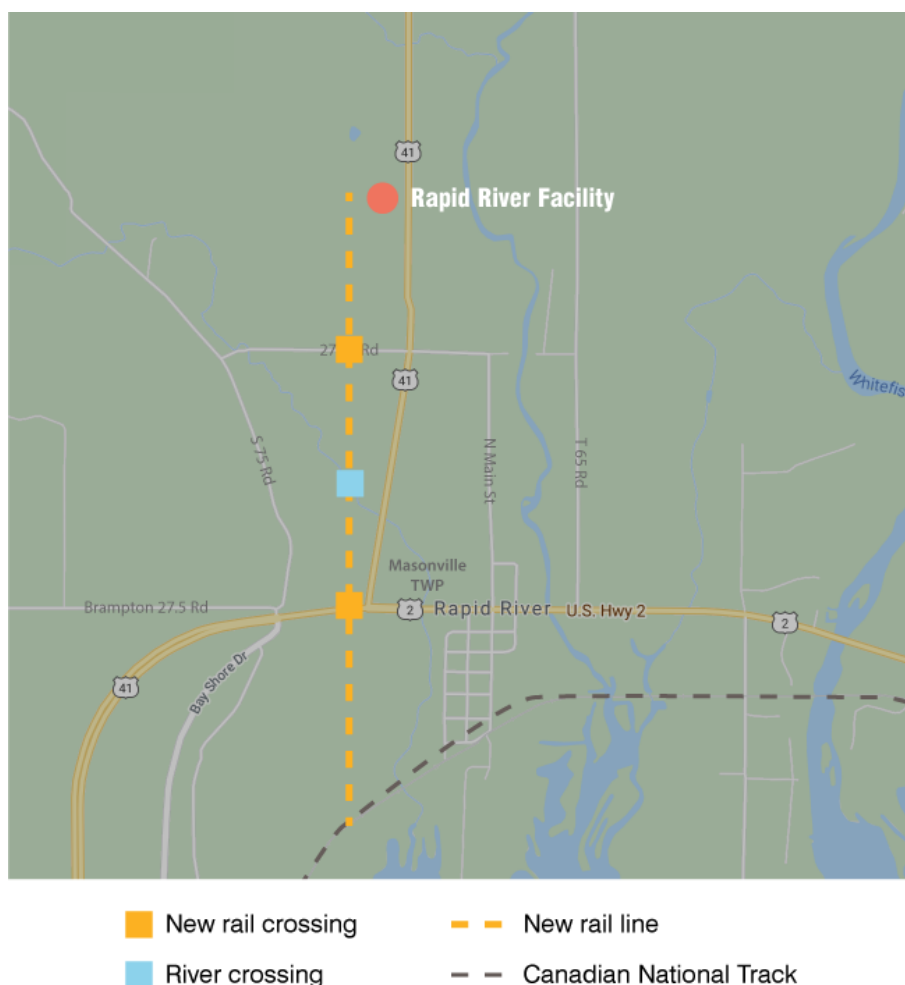 41
Rapid River Facility
Rd
41
S 75 Rd
N Main St
T 65 Rd
Whitefis
Masonville
TWP
Brampton 27.5 Rd
2
Rapid River
U.S. Hwy 2
2
41
Bay Shore Dr
New rail crossing
New rail line
River crossing
Canadian National Track